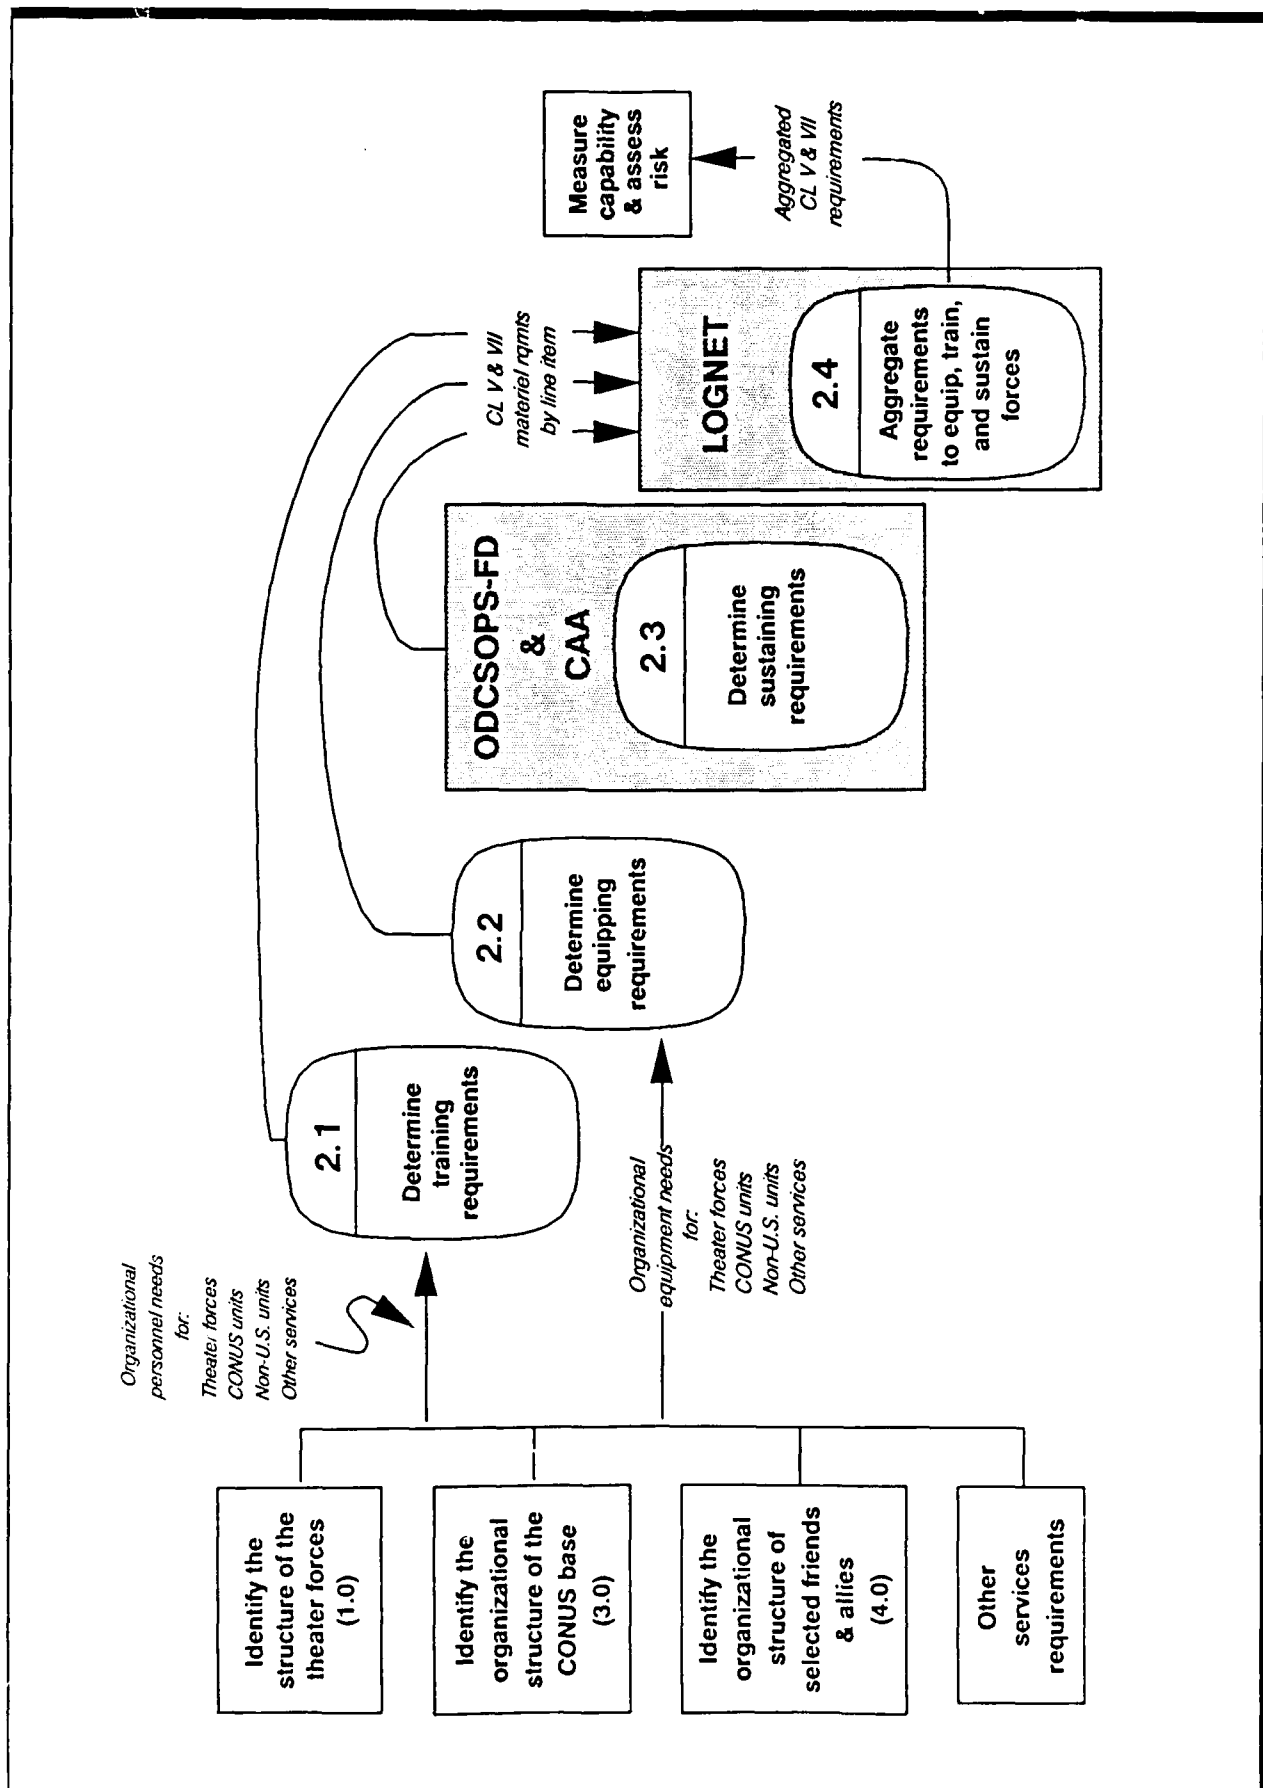 Identify the
structure of the
theater forces
(1.0)
Identify the
organizational
structure of the
CONUS base
(3.0)
Identify the
organizational
structure of
selected friends
& allies
(4.0)
Other
services
requirements
Organizational
personnel needs
for:
Theater forces
CONUS units
Non-U.S. units
Other services
Organizational
equipment needs
for:
Theater forces
CONUS units
Non-U.S. units
Other services
2.1
Determine
training
requirements
2.2
Determine
equipping
requirements
ODCSOPS-FD
&
CAA
2.3
Determine
sustaining
requirements
CL V & VII
materiel rqmts
by line item
LOGNET
2.4
Aggregate
requirements
to equip, train,
and sustain
forces
Aggregated
CL V & VII
requirements
Measure
capability
& assess
risk